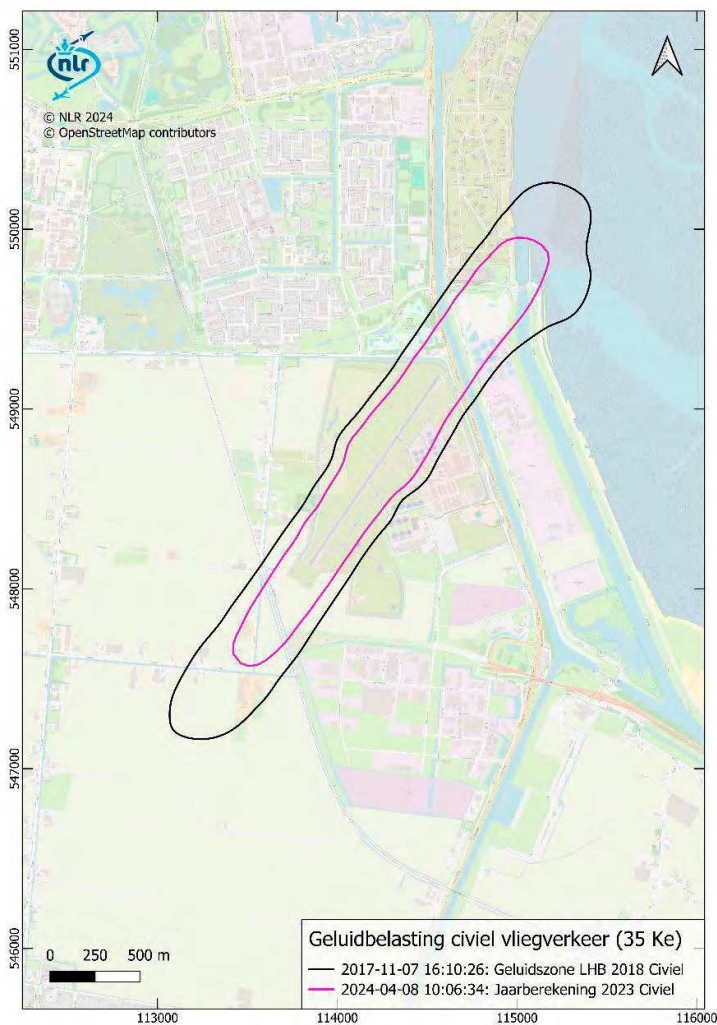 nlr
© NLR 2024
© OpenStreetMap contributors
551000
550000
549000
548000
547000
546000
0 250 500 m
Geluidbelasting civiel vliegverkeer (35 Ke)
2017-11-07 16:10:26: Geluidszone LHB 2018 Civiel
2024-04-08 10:06:34: Jaarberekening 2023 Civiel
113000 114000 115000 116000